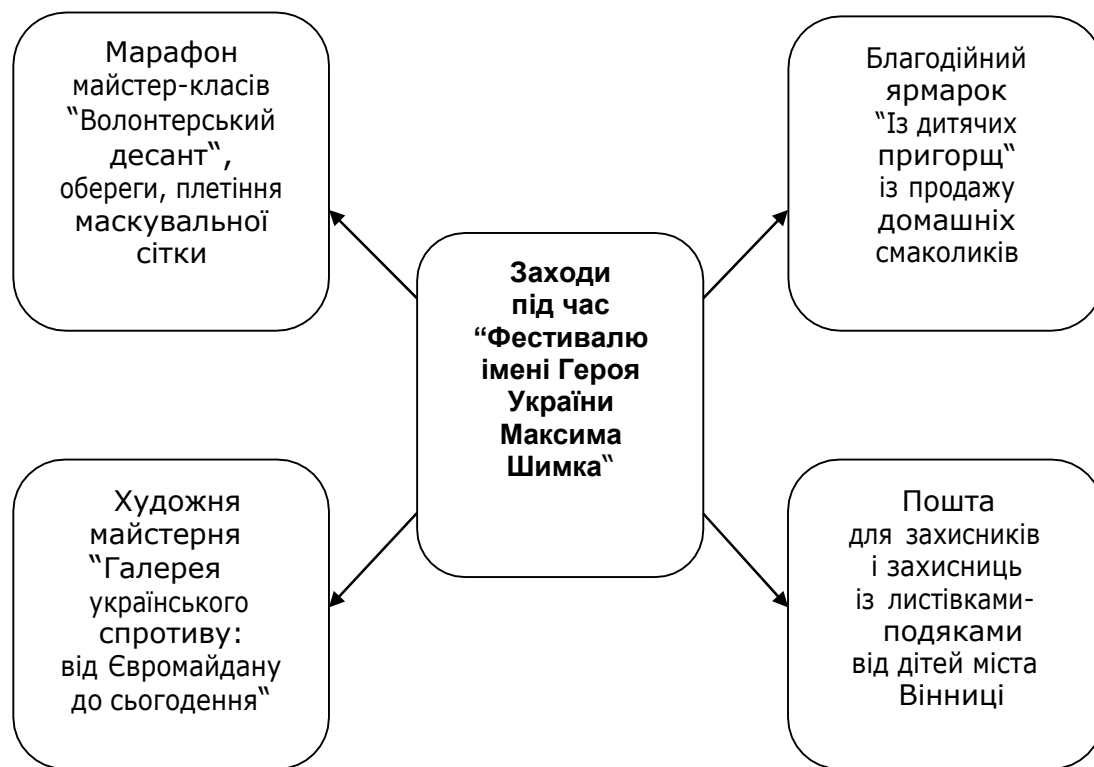 Марафон
майстер-класів
“Волонтерський
десант“,
обереги, плетіння
маскувальної
сітки
Благодійний
ярмарок
“Із дитячих
пригорщ“
із продажу
домашніх
смаколиків
Заходи
під час
“Фестивалю
імені Героя
України
Максима
Шимка“
Художня
майстерня
“Галерея
українського
спротиву:
від Євромайдану
до сьогодення“
Пошта
для захисників
і захисниць
із листівками-
подяками
від дітей міста
Вінниці